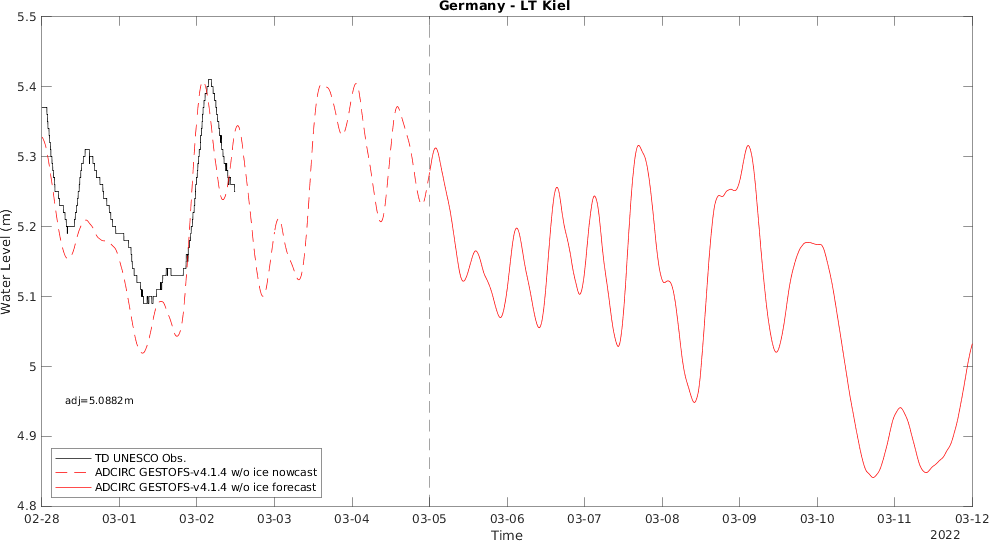 Germany - LT Kiel
5.5
5.4
5.3
5.2
5.1
5
4.9
4.8
Water Level (m)
adj=5.0882m
TD UNESCO Obs.
ADCIRC GESTOFS-v4.1.4 w/o ice nowcast
ADCIRC GESTOFS-v4.1.4 w/o ice forecast
02-28 03-01 03-02 03-03 03-04 03-05 03-06 03-07 03-08 03-09 03-10 03-11 03-12
Time
2022